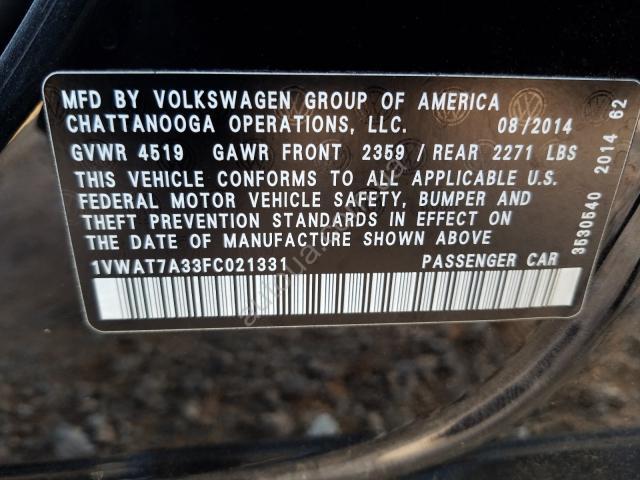 MFD BY VOLKSWAGEN GROUP OF AMERICA
CHATTANOOGA OPERATIONS, LLC. 08/2014
GVWR 4519 GAWR FRONT 2359 / REAR 2271 LBS
THIS VEHICLE CONFORMS TO ALL APPLICABLE U.S.
FEDERAL MOTOR VEHICLE SAFETY, BUMPER AND
THEFT PREVENTION STANDARDS IN EFFECT ON
THE DATE OF MANUFACTURE SHOWN ABOVE
1VWAT7A33FC021331 PASSENGER CAR
3530540 2014 62